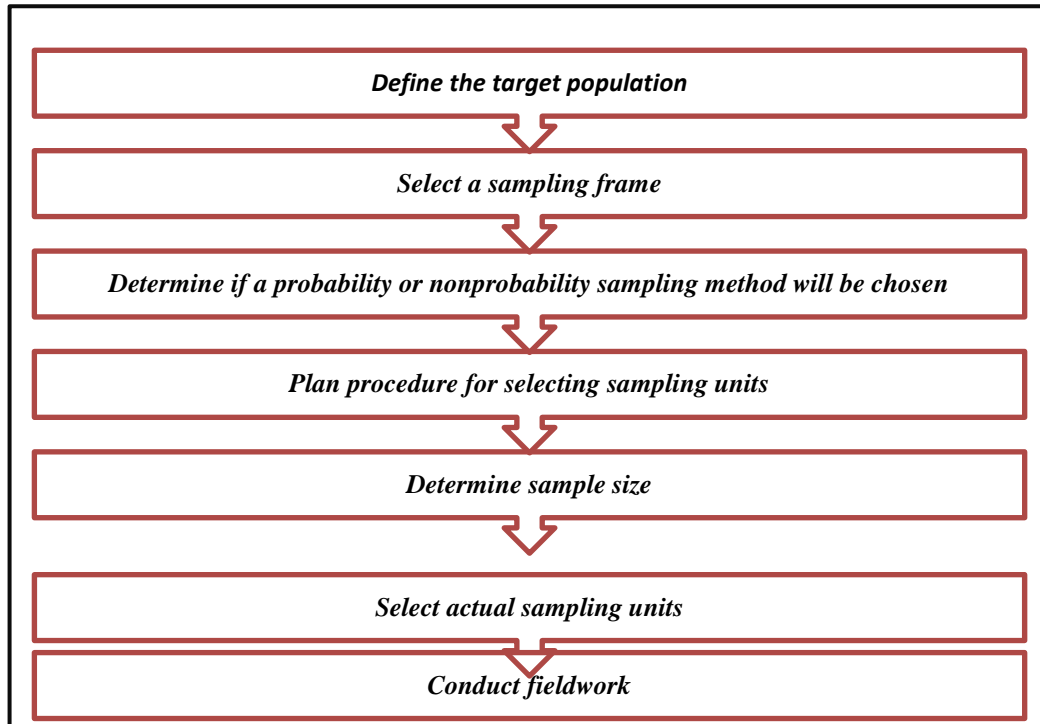 Define the target population
Select a sampling frame
Determine if a probability or nonprobability sampling method will be chosen
Plan procedure for selecting sampling units
Determine sample size
Select actual sampling units
Conduct fieldwork